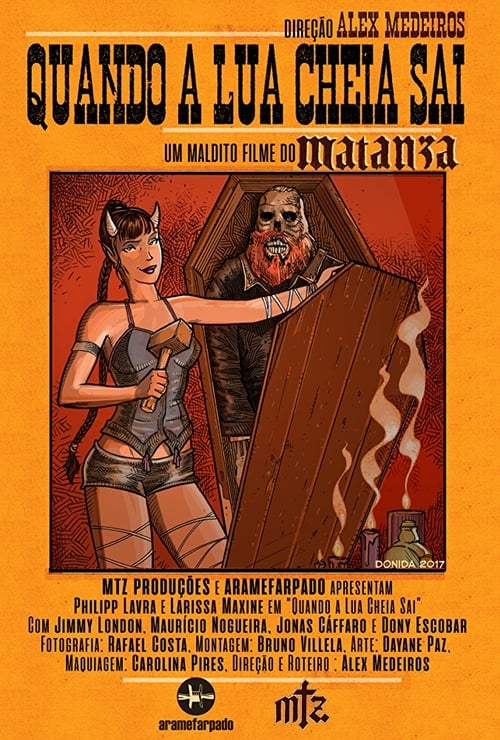 DIREÇÃO ALEX MEDEIROS
QUANDO A LUA CHEIA SAI
UM MALDITO FILME DO MATANZA
DONIDA 2017
MTZ PRODUÇÕES E ARAMEFARPADO APRESENTAM
PHILIPP LAVRA E LARISSA MAXINE EM "QUANDO A LUA CHEIA SAI"
COM JIMMY LONDON, MAURÍCIO NOGUEIRA, JONAS CÁFFARO E DONY ESCOBAR
FOTOGRAFIA: RAFAEL COSTA, MONTAGEM: BRUNO VILLELA, ARTE: DAYANE PAZ,
MAQUIAGEM: CAROLINA PIRES, DIREÇÃO E ROTEIRO : ALEX MEDEIROS
aramefarpado
mtz